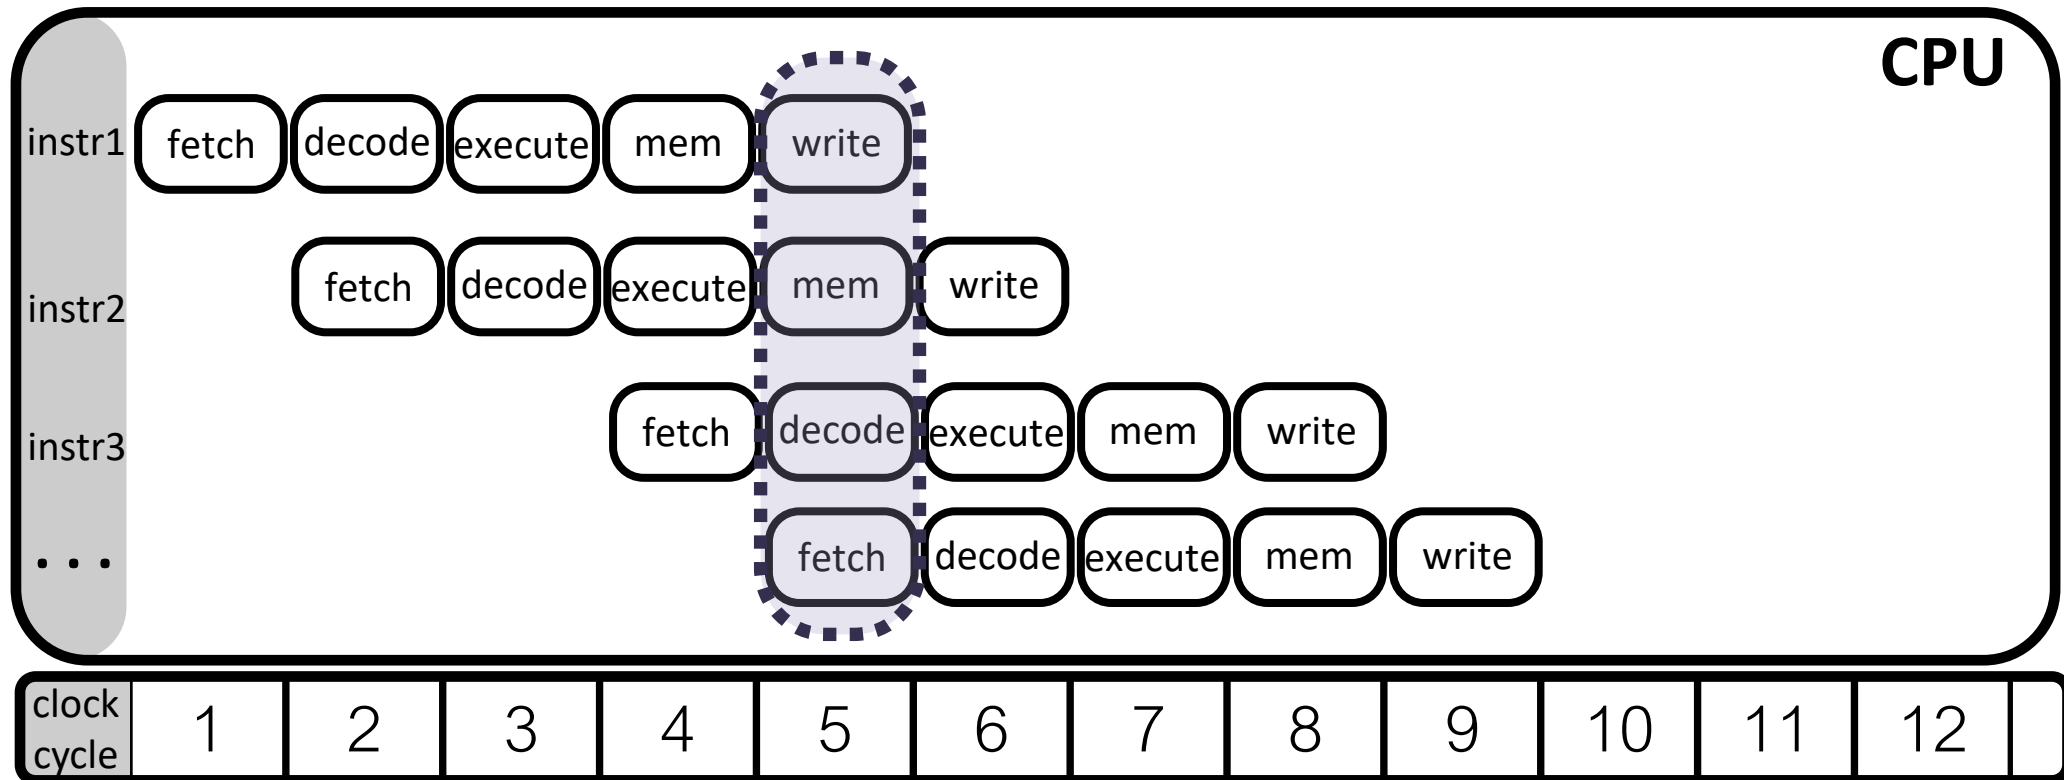 CPU
instr1 fetch decode execute mem write
instr2 fetch decode execute mem write
instr3 fetch decode execute mem write
... fetch decode execute mem write
clock cycle 1 2 3 4 5 6 7 8 9 10 11 12